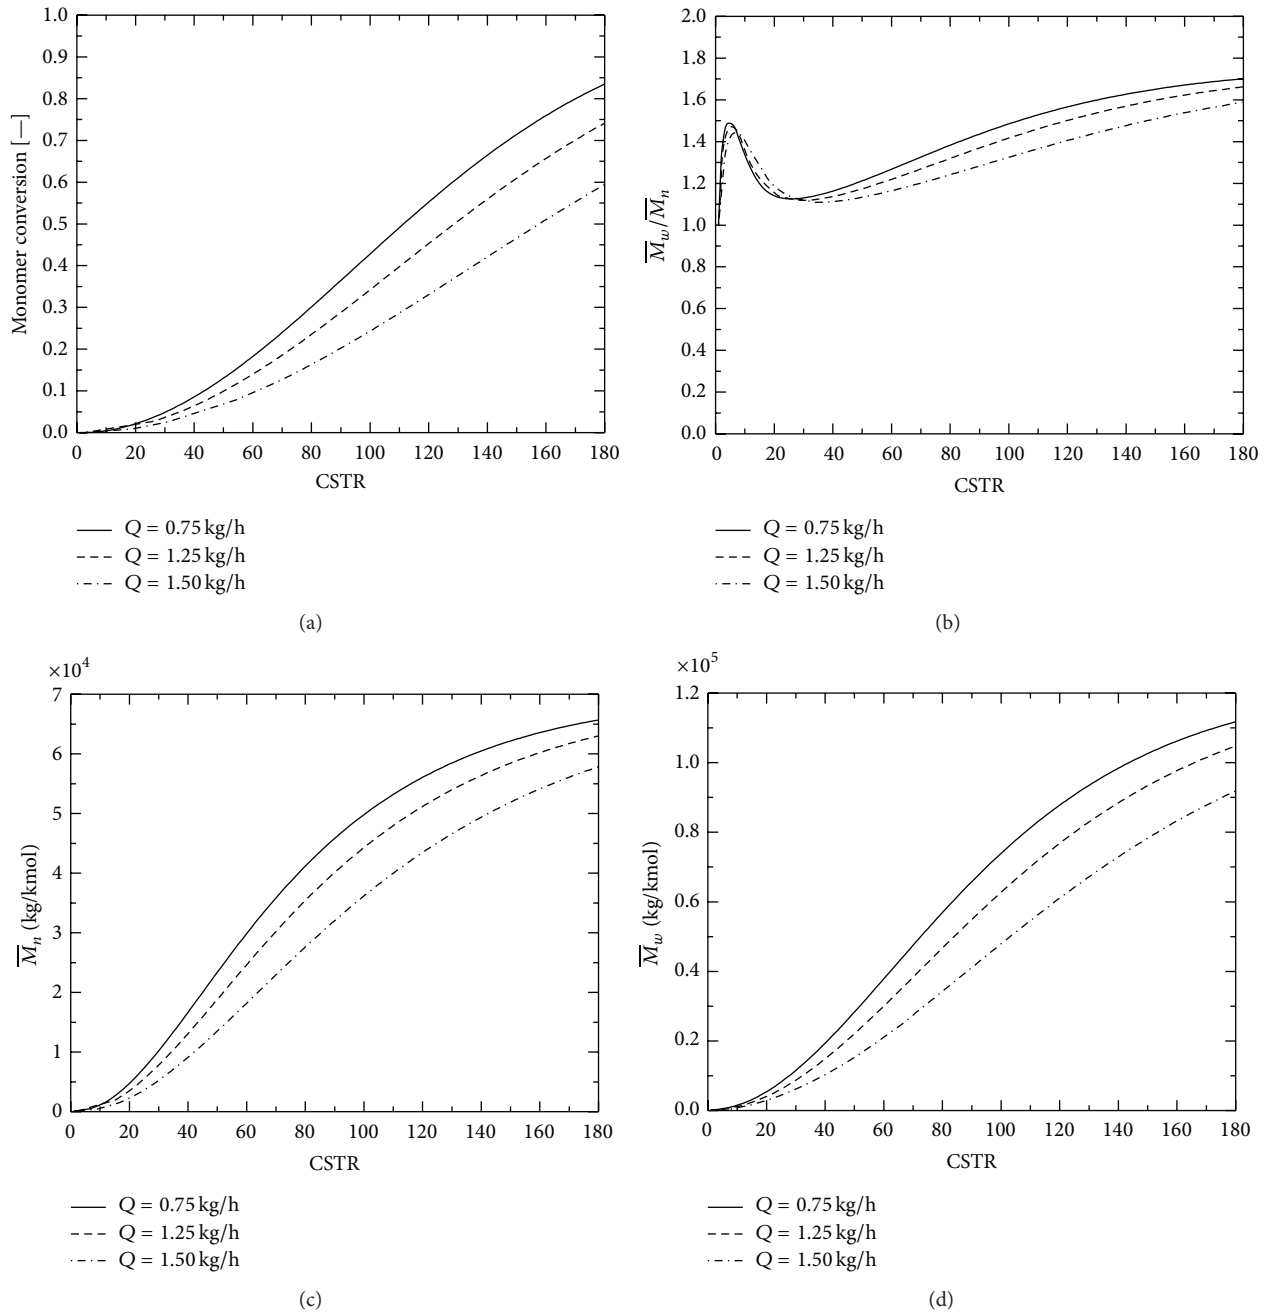 1.0
0.9
0.8
0.7
0.6
0.5
0.4
0.3
0.2
0.1
0.0
Monomer conversion [—]
0 20 40 60 80 100 120 140 160 180
CSTR
Q = 0.75 kg/h
Q = 1.25 kg/h
Q = 1.50 kg/h
(a)
2.0
1.8
1.6
1.4
1.2
1.0
0.8
0.6
0.4
0.2
0.0
M̅w/M̅n
0 20 40 60 80 100 120 140 160 180
CSTR
Q = 0.75 kg/h
Q = 1.25 kg/h
Q = 1.50 kg/h
(b)
×10⁴
7
6
5
4
3
2
1
0
M̅n (kg/kmol)
0 20 40 60 80 100 120 140 160 180
CSTR
Q = 0.75 kg/h
Q = 1.25 kg/h
Q = 1.50 kg/h
(c)
×10⁵
1.2
1.0
0.8
0.6
0.4
0.2
0.0
M̅w (kg/kmol)
0 20 40 60 80 100 120 140 160 180
CSTR
Q = 0.75 kg/h
Q = 1.25 kg/h
Q = 1.50 kg/h
(d)